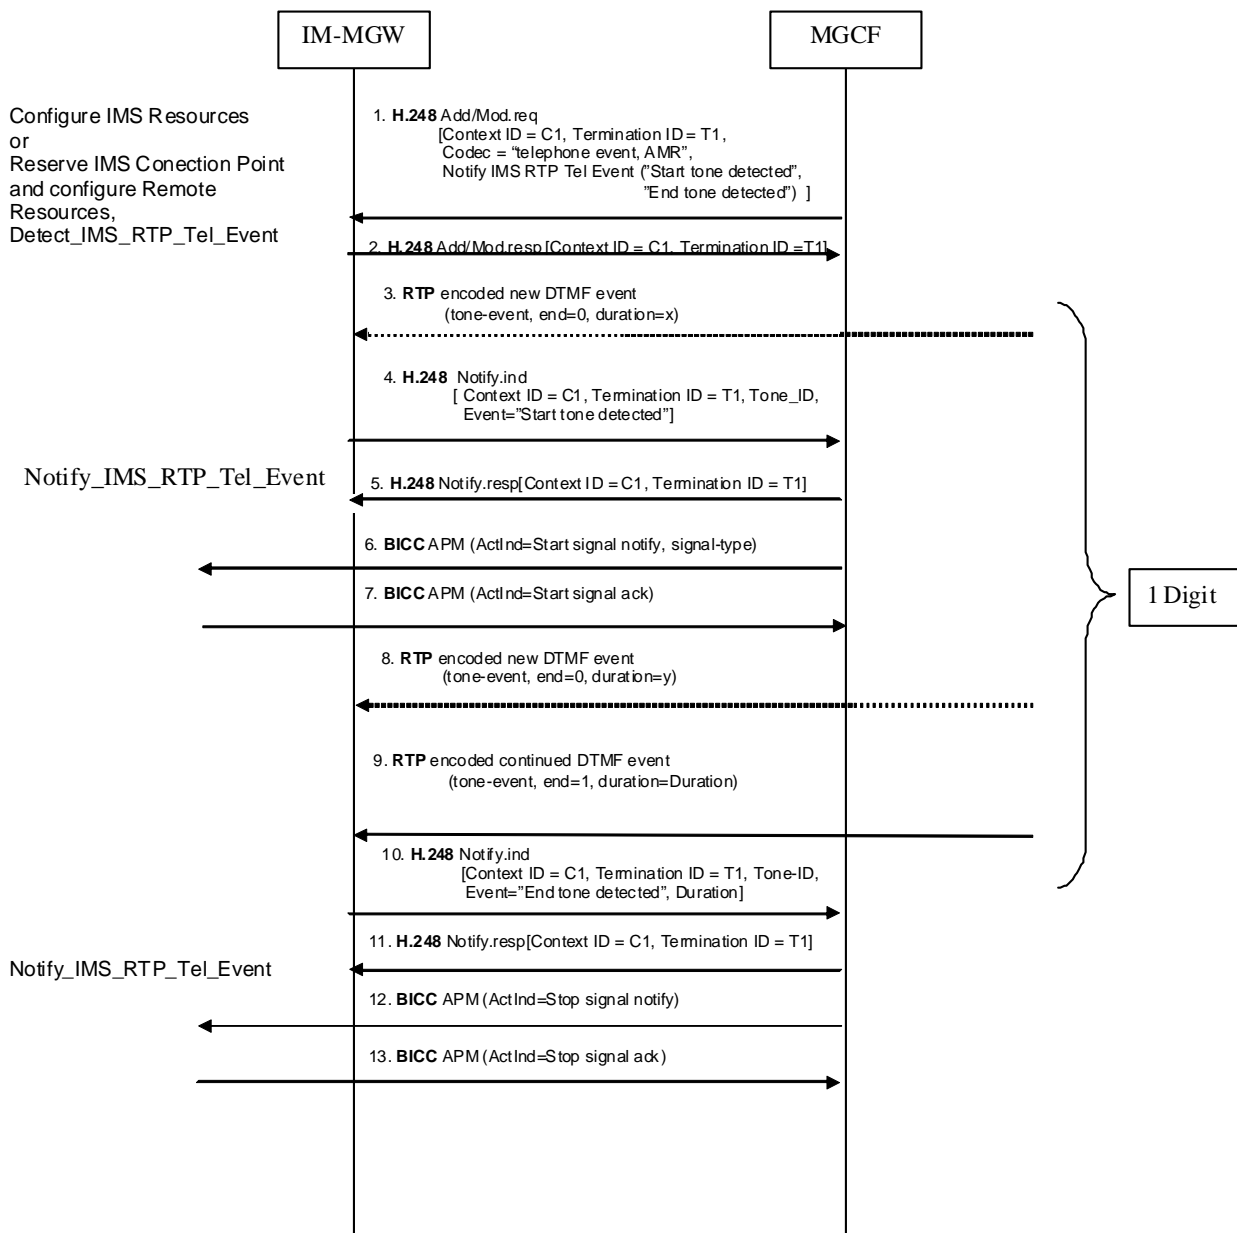 IM-MGW
MGCF
Configure IMS Resources
or
Reserve IMS Conection Point
and configure Remote
Resources,
Detect_IMS_RTP_Tel_Event
1. H.248 Add/Mod.req
[Context ID = C1, Termination ID= T1,
Codec = “telephone event, AMR”,
Notify IMS RTP Tel Event (”Start tone detected”,
”End tone detected”) ]
2. H.248 Add/Mod.resp[Context ID = C1, Termination ID =T1]
3. RTP encoded new DTMF event
(tone-event, end=0, duration=x)
4. H.248 Notify.ind
[ Context ID = C1, Termination ID = T1, Tone_ID,
Event=”Start tone detected”]
Notify_IMS_RTP_Tel_Event
5. H.248 Notify.resp[Context ID = C1, Termination ID = T1]
6. BICC APM (ActInd=Start signal notify, signal-type)
7. BICC APM (ActInd=Start signal ack)
1 Digit
8. RTP encoded new DTMF event
(tone-event, end=0, duration=y)
9. RTP encoded continued DTMF event
(tone-event, end=1, duration=Duration)
10. H.248 Notify.ind
[Context ID = C1, Termination ID = T1, Tone-ID,
Event=”End tone detected”, Duration]
11. H.248 Notify.resp[Context ID = C1, Termination ID = T1]
Notify_IMS_RTP_Tel_Event
12. BICC APM (ActInd=Stop signal notify)
13. BICC APM (ActInd=Stop signal ack)